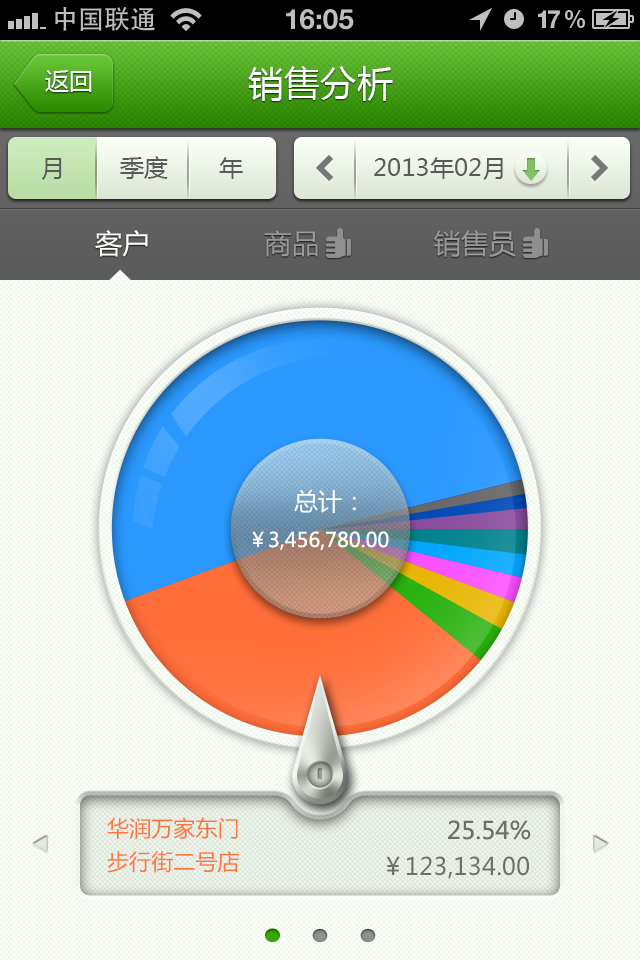 中国联通 16:05 17%
返回 销售分析
月 季度 年 2013年02月
客户 商品 销售员
总计：
¥3,456,780.00
华润万家东门 25.54%
步行街二号店 ¥123,134.00